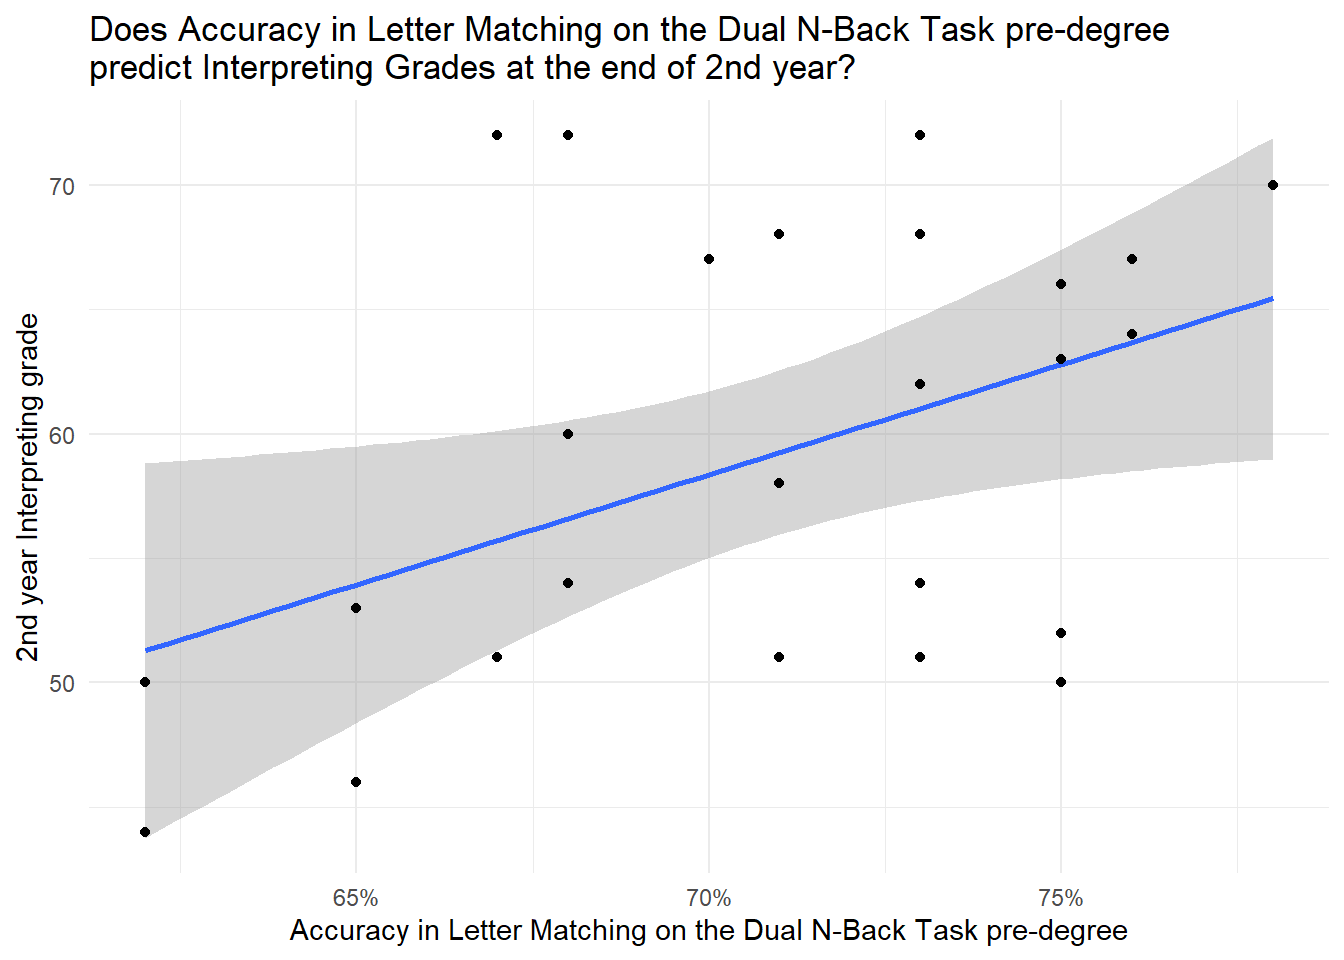 Does Accuracy in Letter Matching on the Dual N-Back Task pre-degree
predict Interpreting Grades at the end of 2nd year?
2nd year Interpreting grade
70
60
50
65%
70%
75%
Accuracy in Letter Matching on the Dual N-Back Task pre-degree